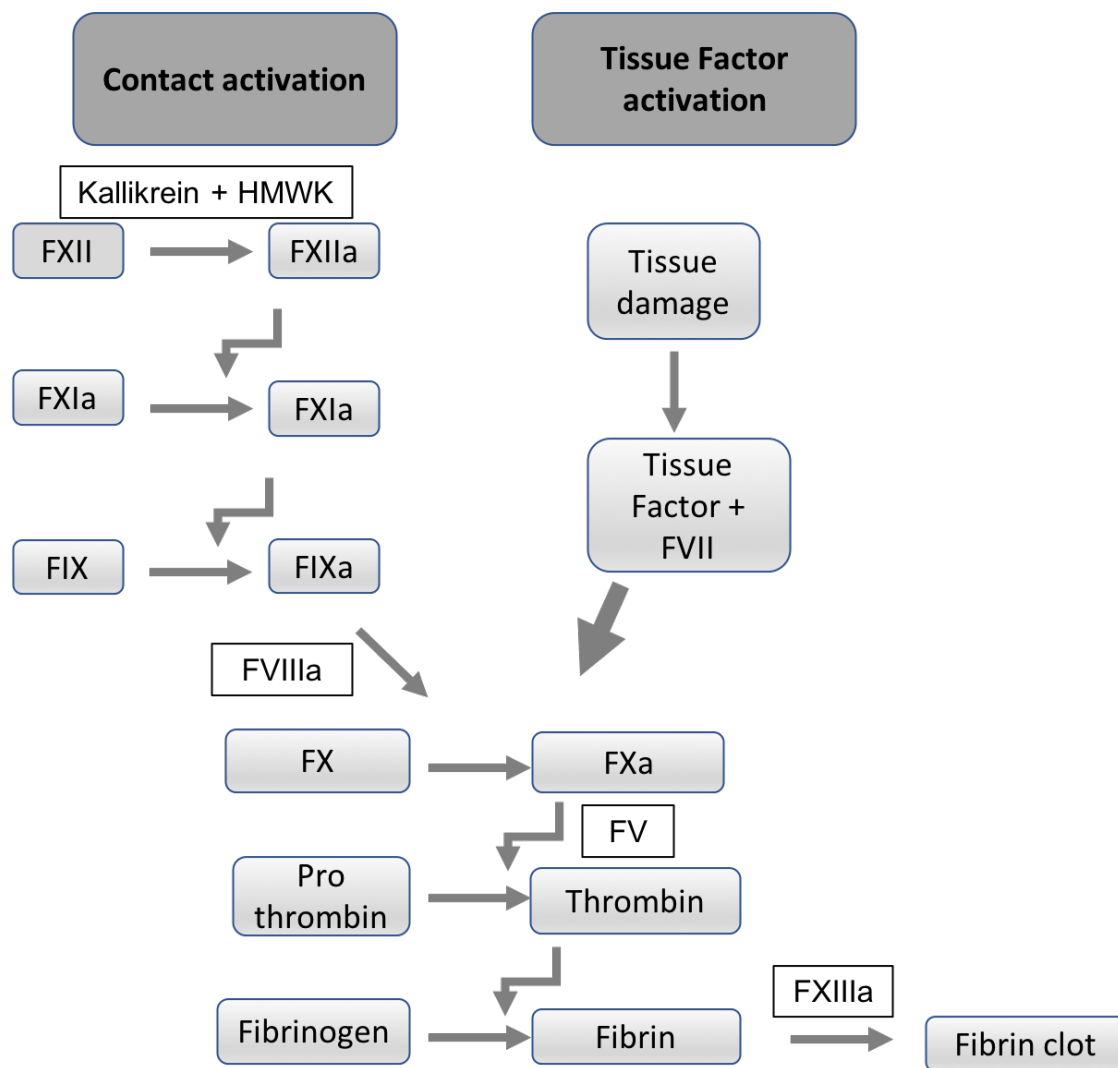 Contact activation
Tissue Factor
activation
Kallikrein + HMWK
FXII
FXIIa
Tissue
damage
FXIa
FXIa
Tissue
Factor +
FVII
FIX
FIXa
FVIIIa
FX
FXa
FV
Pro
thrombin
Thrombin
FXIIIa
Fibrinogen
Fibrin
Fibrin clot